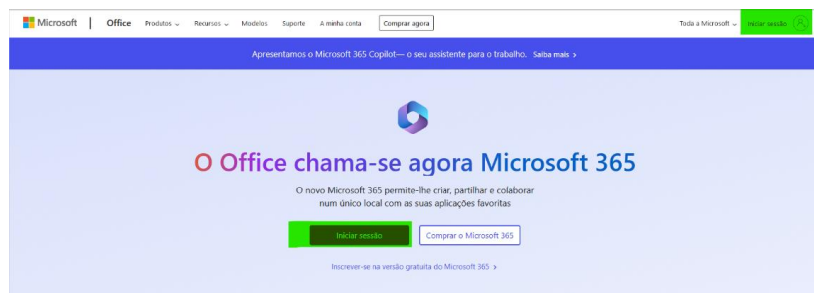 Microsoft | Office Produtos Recursos Modelos Suporte A minha conta Comprar agora Toda a Microsoft Iniciar sessão
Apresentamos o Microsoft 365 Copilot— o seu assistente para o trabalho. Saiba mais >
O Office chama-se agora Microsoft 365
O novo Microsoft 365 permite-lhe criar, partilhar e colaborar
num único local com as suas aplicações favoritas
Iniciar sessão Comprar o Microsoft 365
Inscrever-se na versão gratuita do Microsoft 365 >